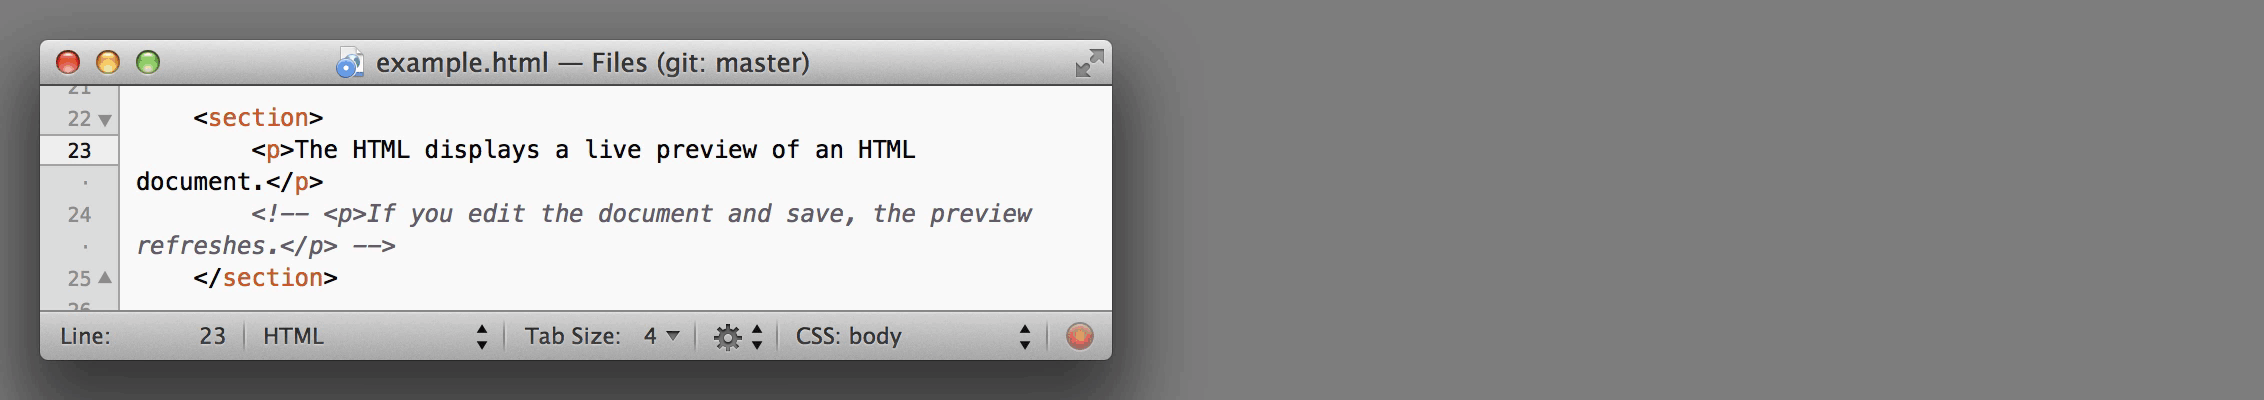 example.html — Files (git: master)
21
22 <section>
23 <p>The HTML displays a live preview of an HTML
document.</p>
24 <!-- <p>If you edit the document and save, the preview
refreshes.</p> -->
25 </section>
26
Line: 23 HTML Tab Size: 4 CSS: body